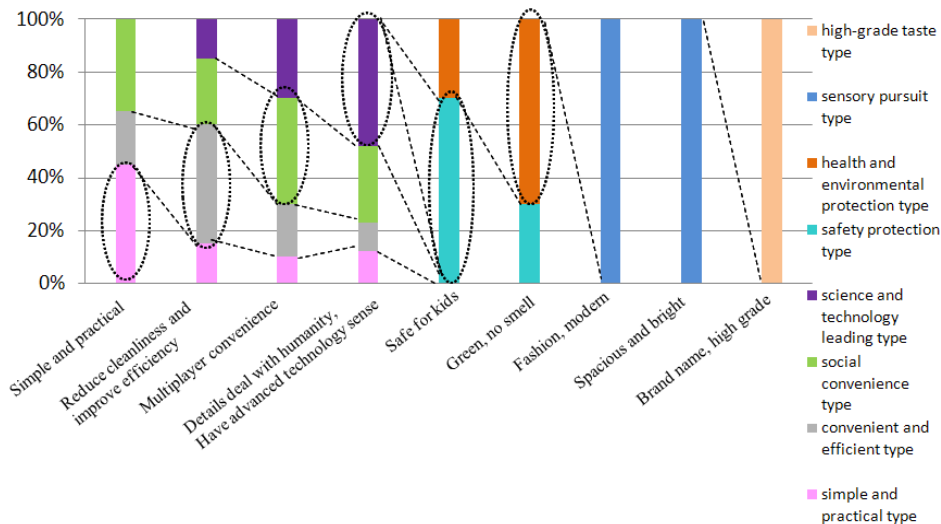 100%
80%
60%
40%
20%
0%
Simple and practical
Reduce cleanliness and
improve efficiency
Multiplayer convenience
Details deal with humanity,
Have advanced technology sense
Safe for kids
Green, no smell
Fashion, modern
Spacious and bright
Brand name, high grade
high-grade taste
type
sensory pursuit
type
health and
environmental
protection type
safety protection
type
science and
technology
leading type
social
convenience
type
convenient and
efficient type
simple and
practical type